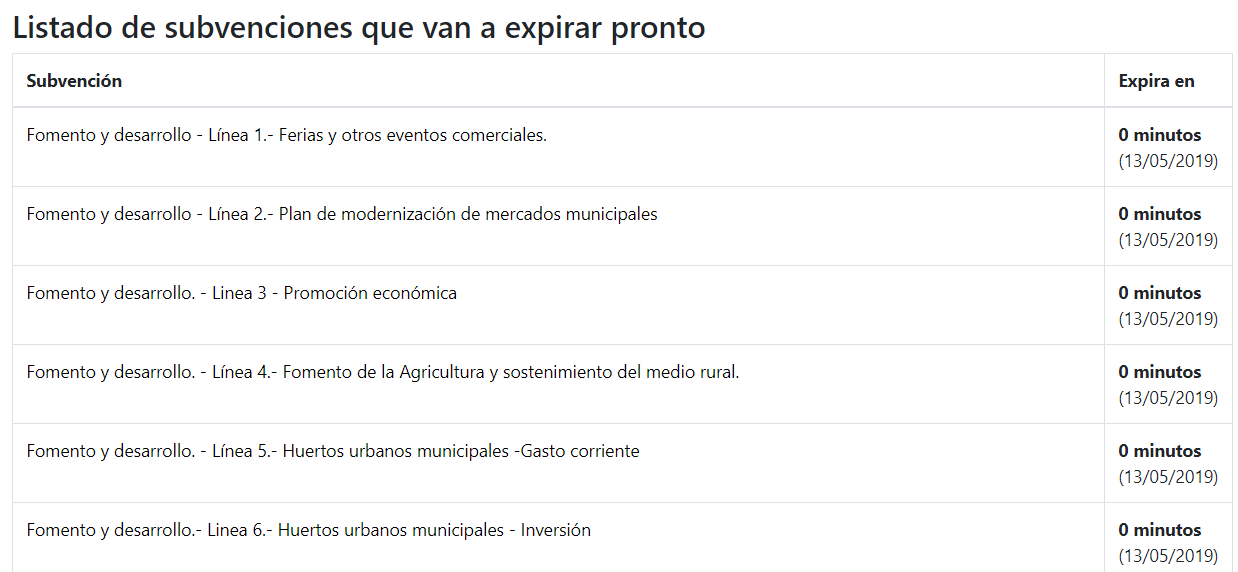 Listado de subvenciones que van a expirar pronto
Subvención Expira en
Fomento y desarrollo - Línea 1.- Ferias y otros eventos comerciales. 0 minutos
(13/05/2019)
Fomento y desarrollo - Línea 2.- Plan de modernización de mercados municipales 0 minutos
(13/05/2019)
Fomento y desarrollo. - Linea 3 - Promoción económica 0 minutos
(13/05/2019)
Fomento y desarrollo. - Línea 4.- Fomento de la Agricultura y sostenimiento del medio rural. 0 minutos
(13/05/2019)
Fomento y desarrollo. - Línea 5.- Huertos urbanos municipales -Gasto corriente 0 minutos
(13/05/2019)
Fomento y desarrollo.- Linea 6.- Huertos urbanos municipales - Inversión 0 minutos
(13/05/2019)